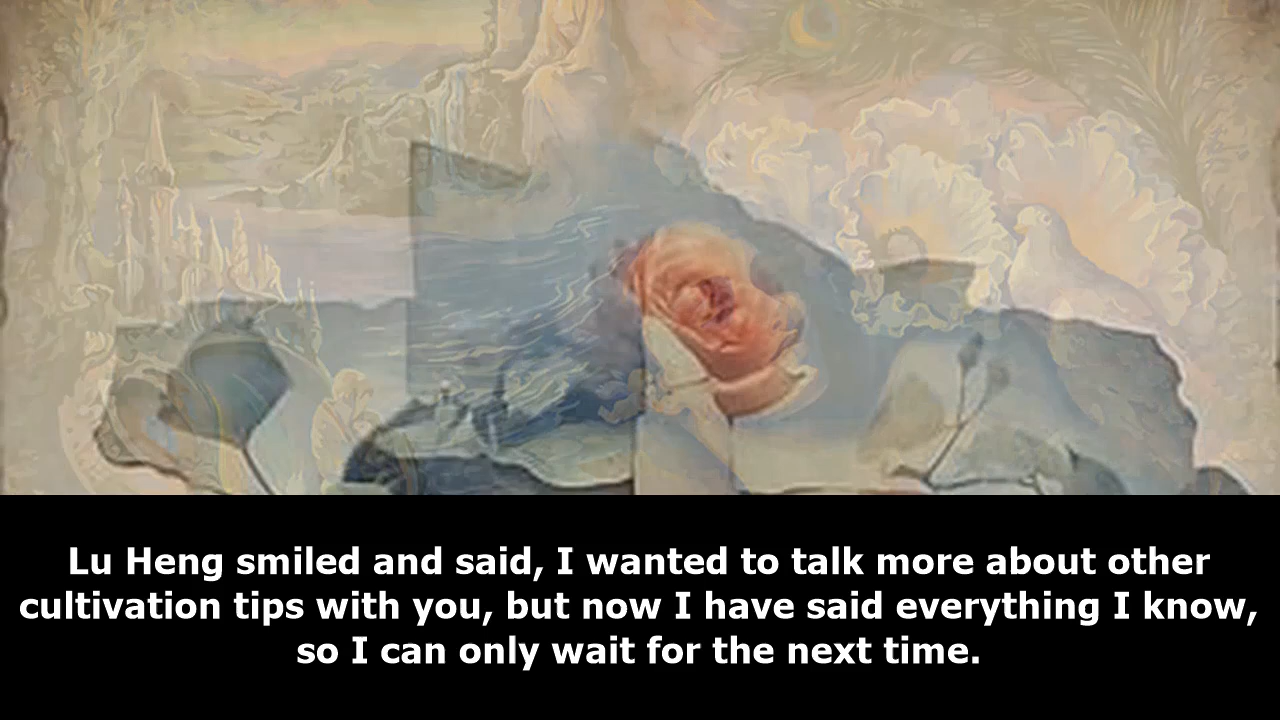 Lu Heng smiled and said, I wanted to talk more about other
cultivation tips with you, but now I have said everything I know,
so I can only wait for the next time.